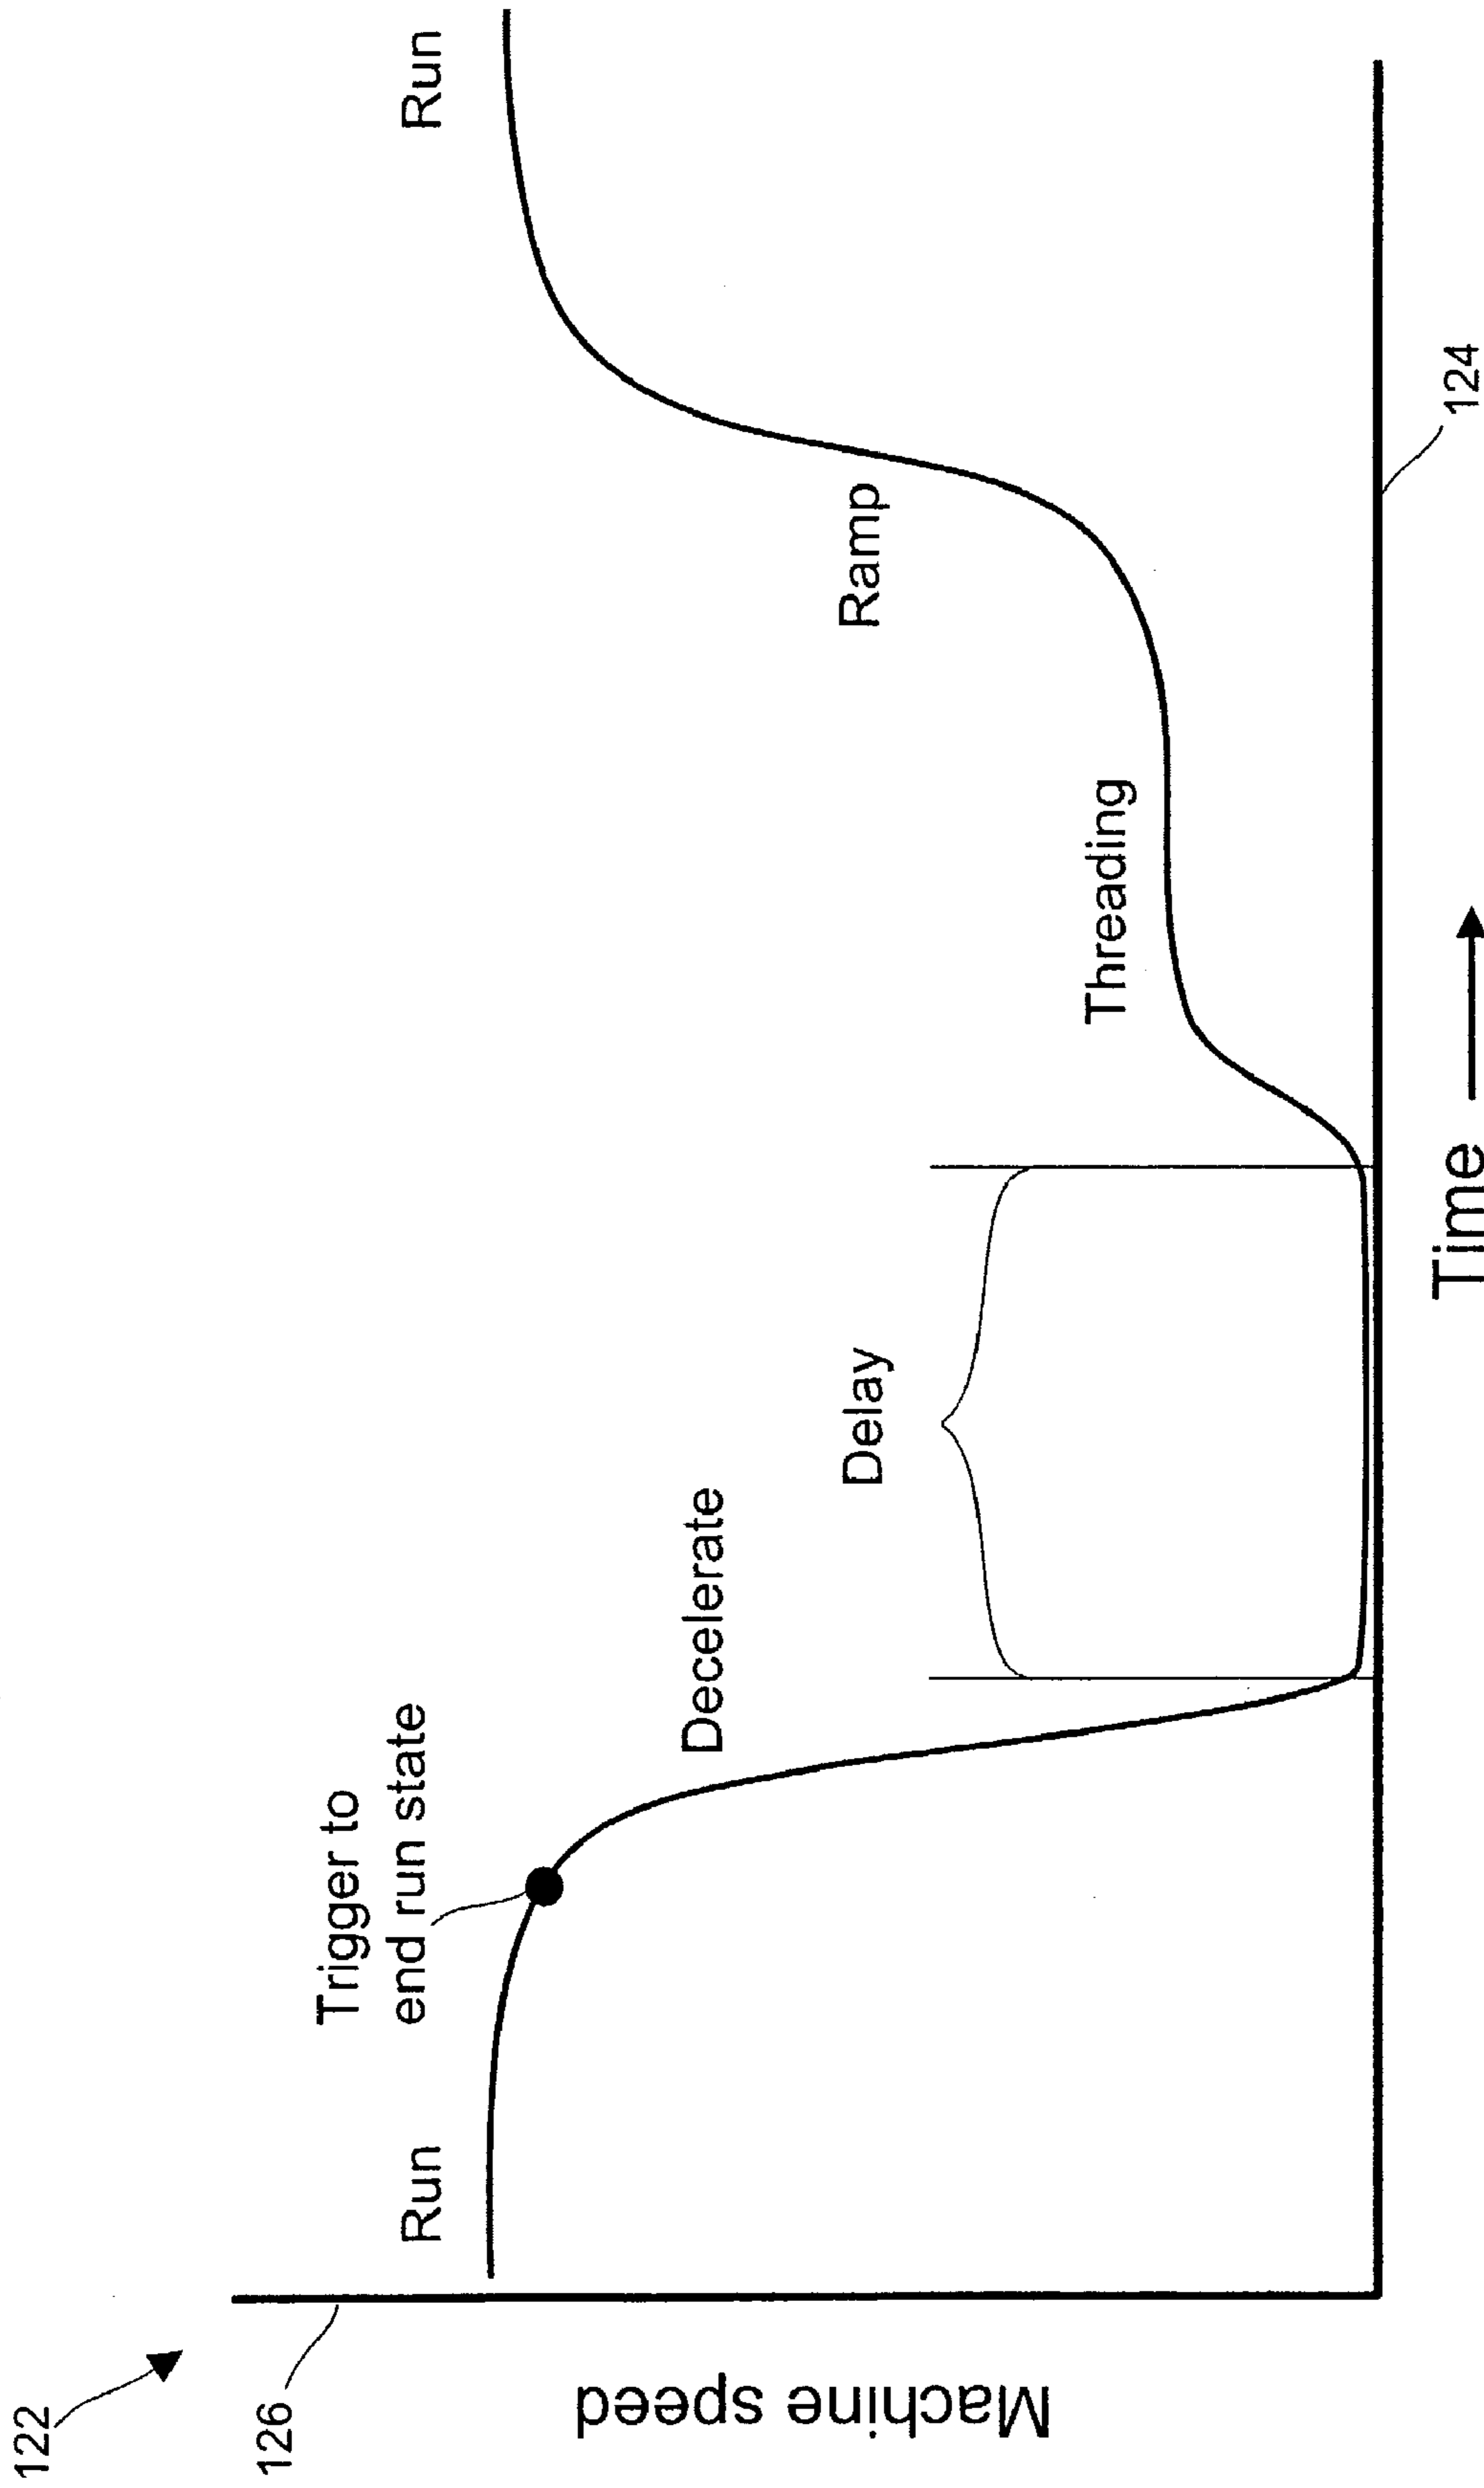 122
126
Machine speed
Run
Trigger to
end run state
Decelerate
Delay
Threading
Ramp
Run
124
Time